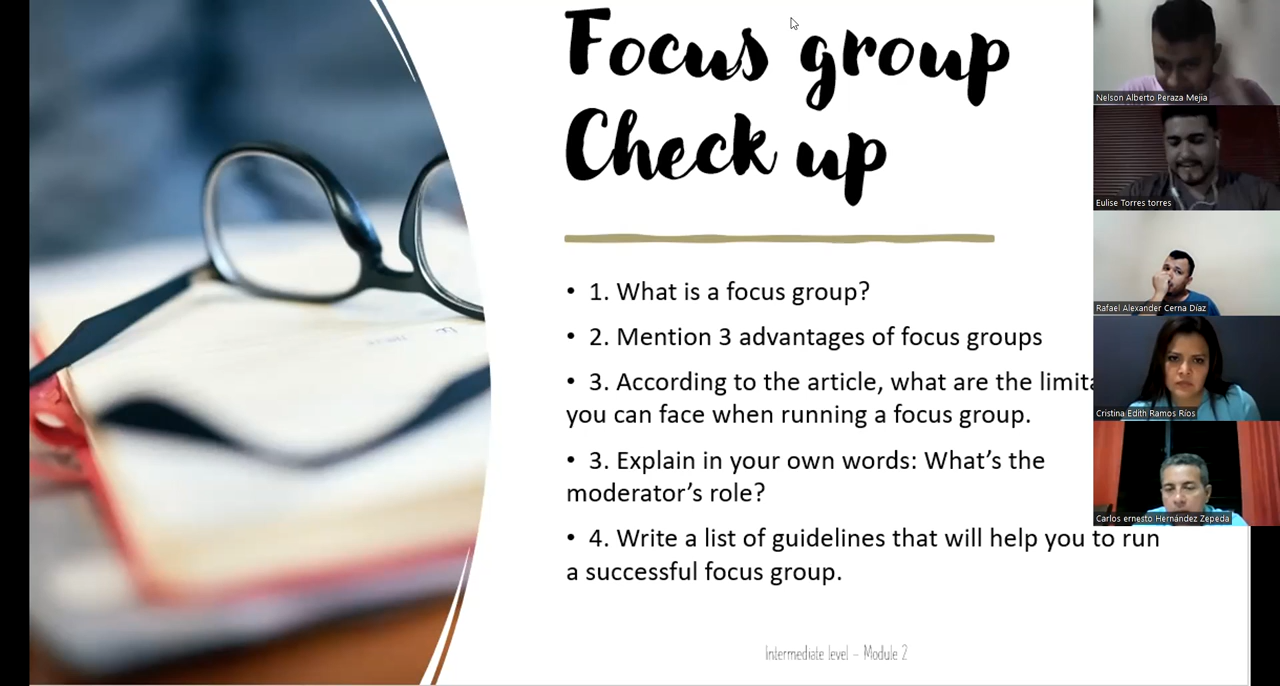 Focus group
Check up
• 1. What is a focus group?
• 2. Mention 3 advantages of focus groups
• 3. According to the article, what are the
you can face when running a focus group.
• 3. Explain in your own words: What's the
moderator's role?
• 4. Write a list of guidelines that will help you to run
a successful focus group.
Intermediate level – Module 2
Nelson Alberto Peraza Mejia
Eulise Torres torres
Rafael Alexander Cerna Díaz
Cristina Edith Ramos Ríos
Carlos ernesto Hernández Zepeda